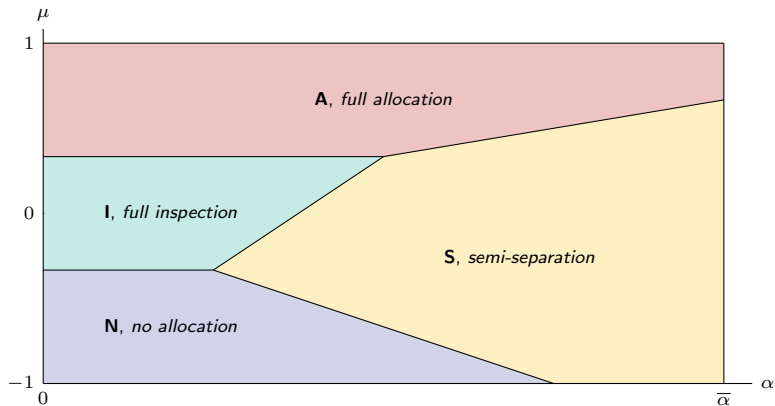 μ
1
A, full allocation
0
I, full inspection
S, semi-separation
N, no allocation
−1
α
0
α̅